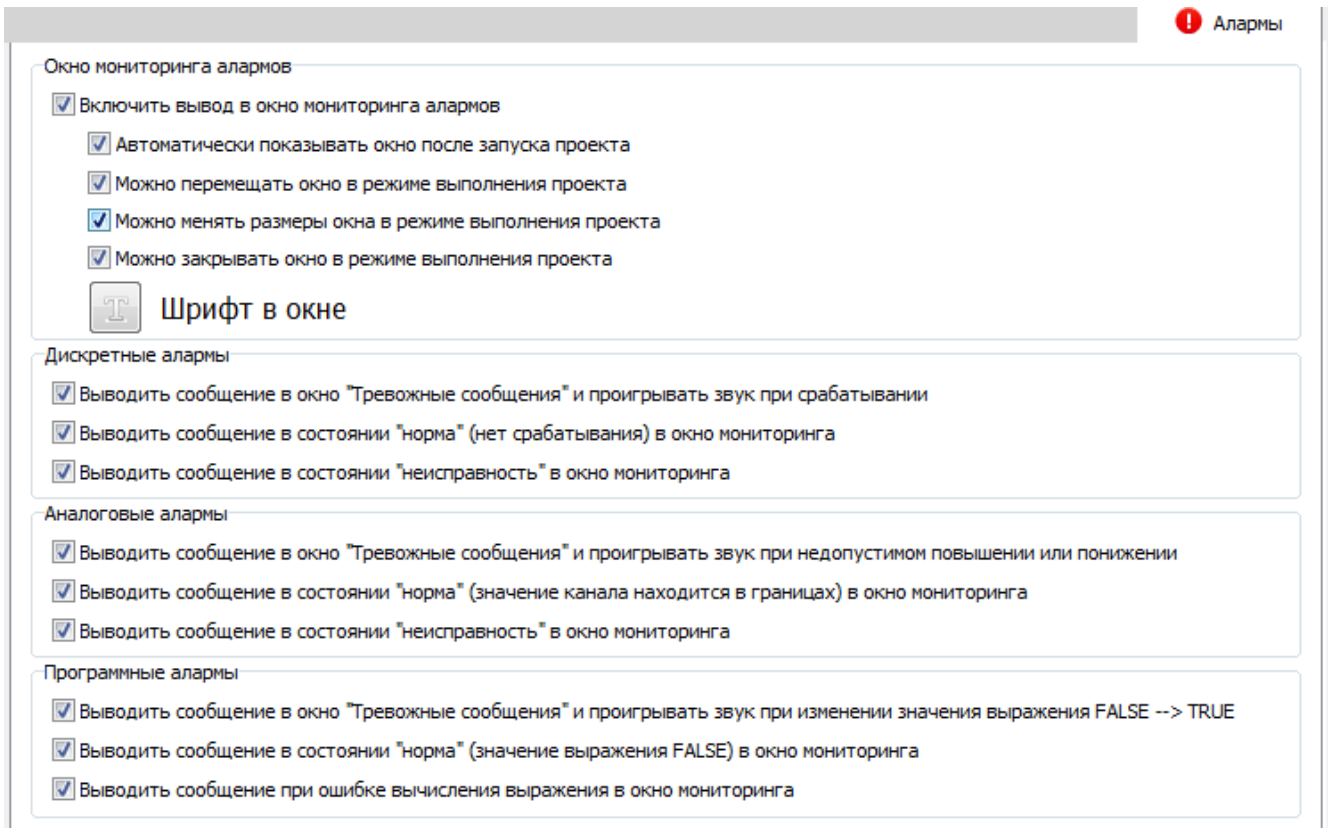 Алармы
Окно мониторинга алармов
Включить вывод в окно мониторинга алармов
Автоматически показывать окно после запуска проекта
Можно перемещать окно в режиме выполнения проекта
Можно менять размеры окна в режиме выполнения проекта
Можно закрывать окно в режиме выполнения проекта
T Шрифт в окне
Дискретные алармы
Выводить сообщение в окно "Тревожные сообщения" и проигрывать звук при срабатывании
Выводить сообщение в состоянии "норма" (нет срабатывания) в окно мониторинга
Выводить сообщение в состоянии "неисправность" в окно мониторинга
Аналоговые алармы
Выводить сообщение в окно "Тревожные сообщения" и проигрывать звук при недопустимом повышении или понижении
Выводить сообщение в состоянии "норма" (значение канала находится в границах) в окно мониторинга
Выводить сообщение в состоянии "неисправность" в окно мониторинга
Программные алармы
Выводить сообщение в окно "Тревожные сообщения" и проигрывать звук при изменении значения выражения FALSE --> TRUE
Выводить сообщение в состоянии "норма" (значение выражения FALSE) в окно мониторинга
Выводить сообщение при ошибке вычисления выражения в окно мониторинга